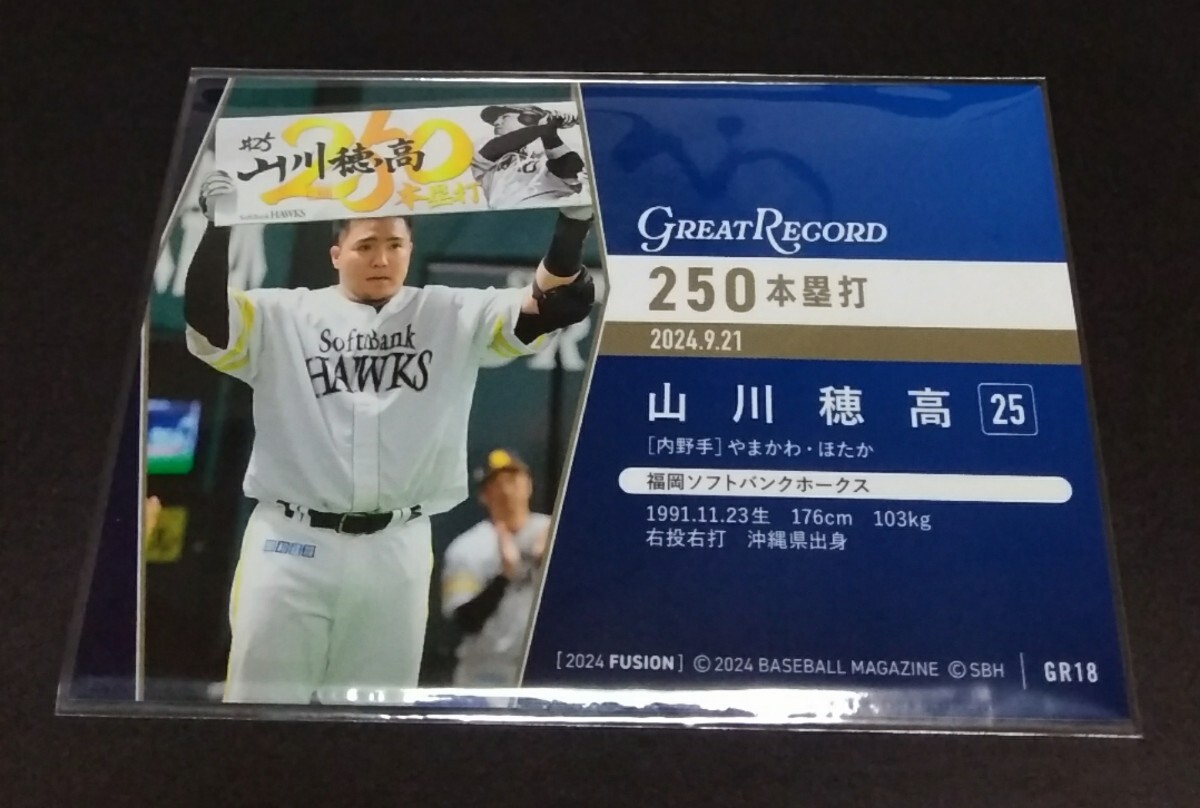 #25
山川穂高
250
本塁打
SoftBank HAWKS
SoftBank
HAWKS
GREAT RECORD
250本塁打
2024.9.21
山川穂高 25
[内野手] やまかわ・ほたか
福岡ソフトバンクホークス
1991.11.23生 176cm 103kg
右投右打 沖縄県出身
[2024 FUSION] ©2024 BASEBALL MAGAZINE ©SBH GR18